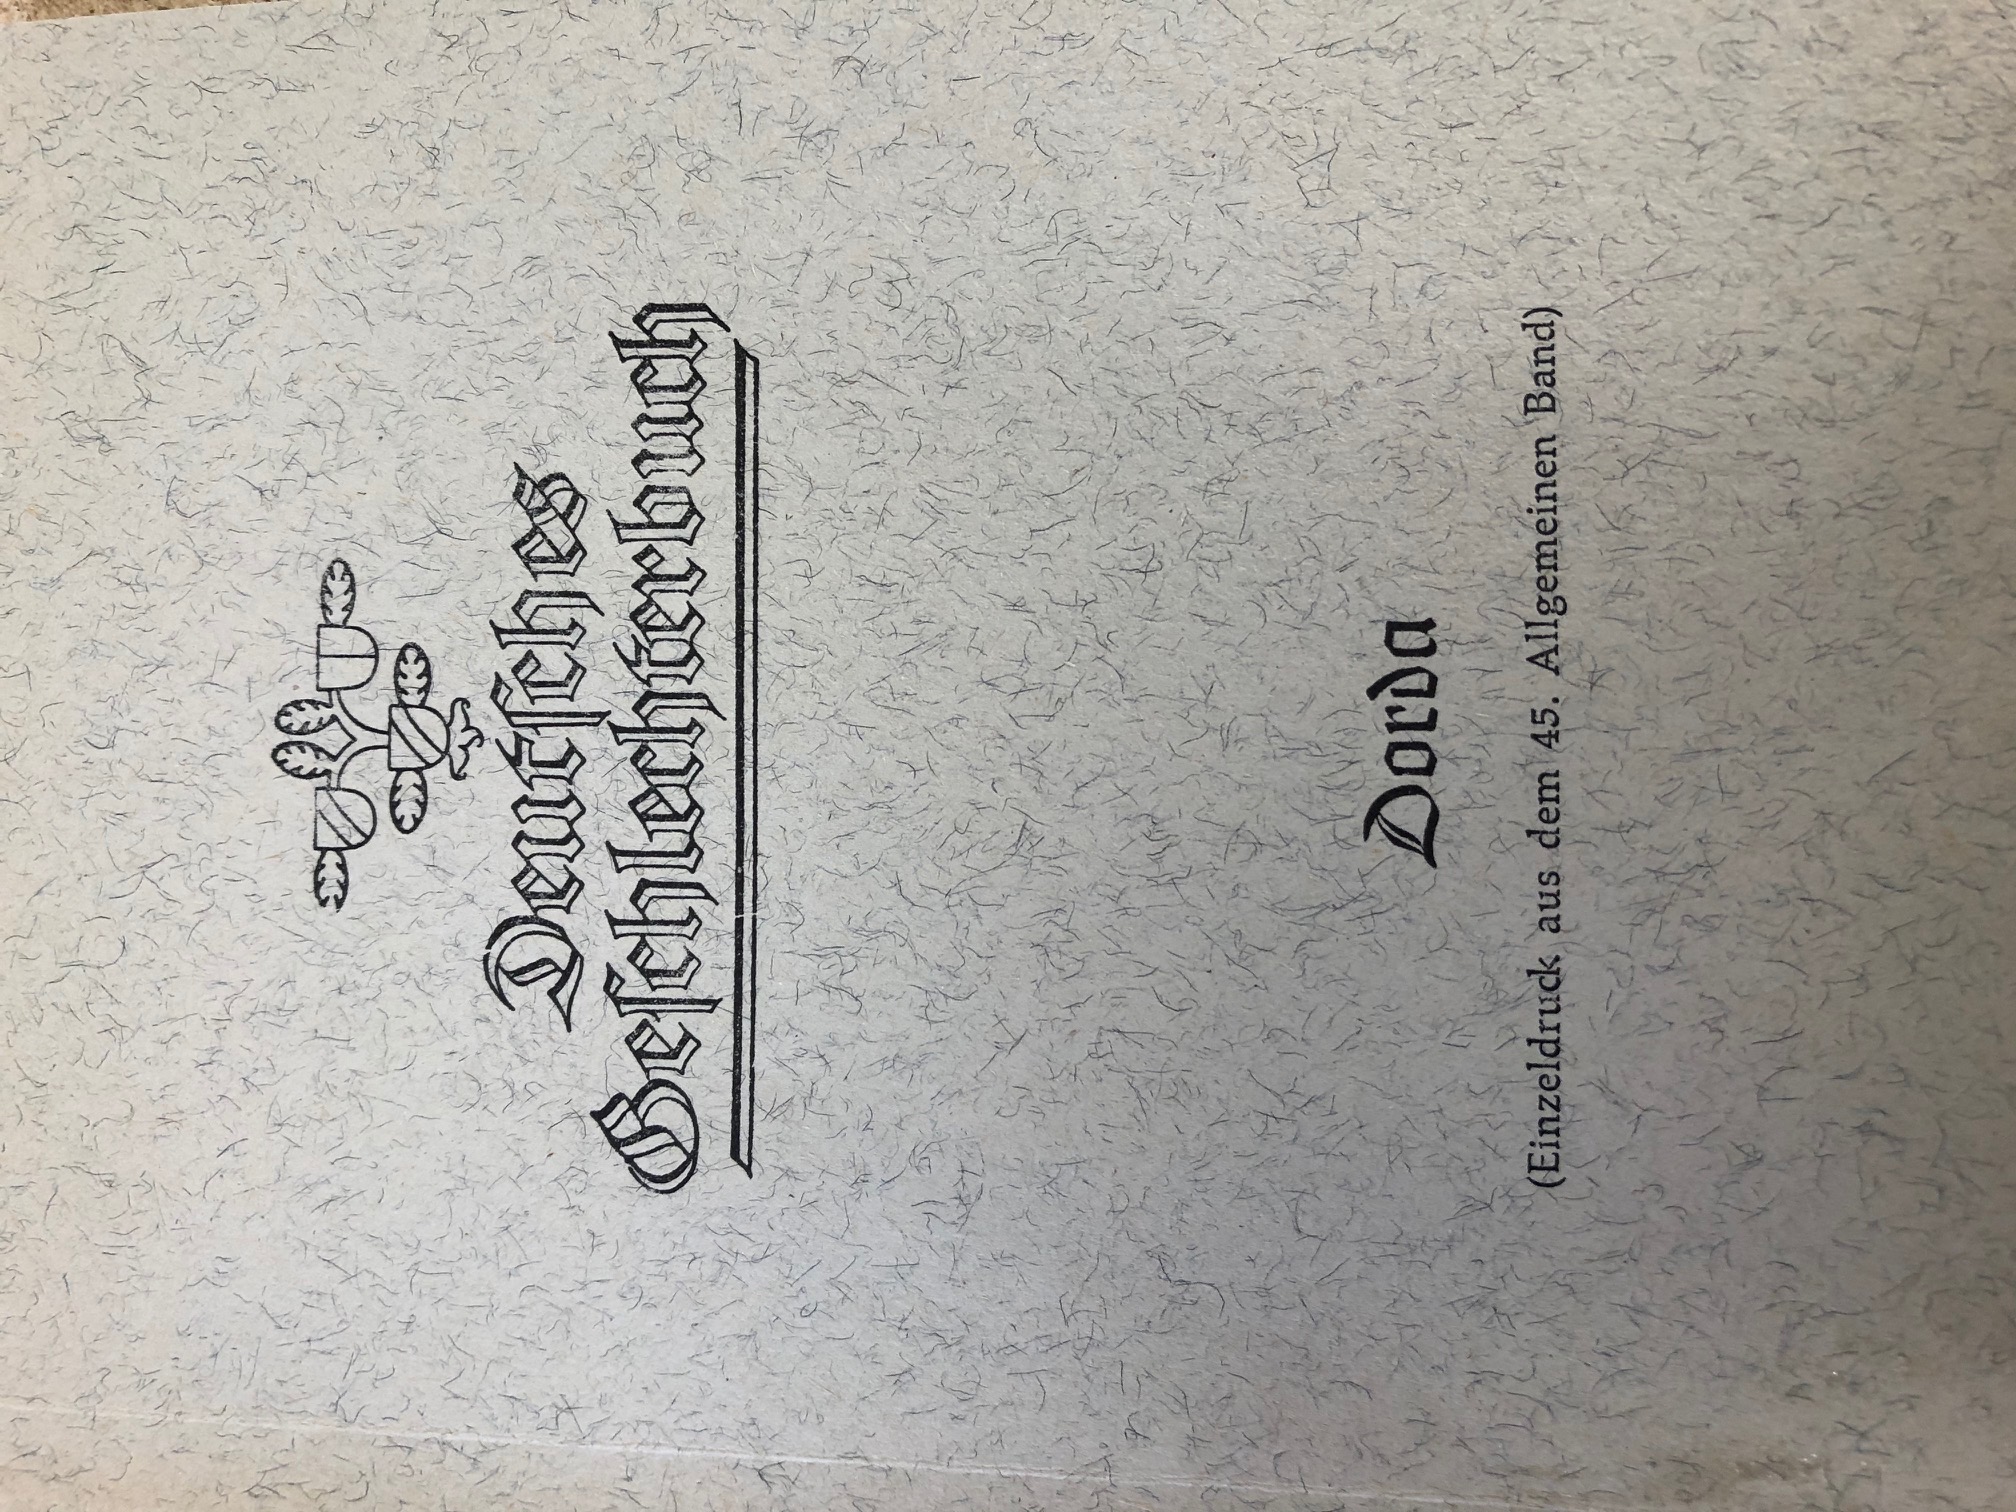 Deutſches
Geſchlechterbuch
Dorda
(Einzeldruck aus dem 45. Allgemeinen Band)